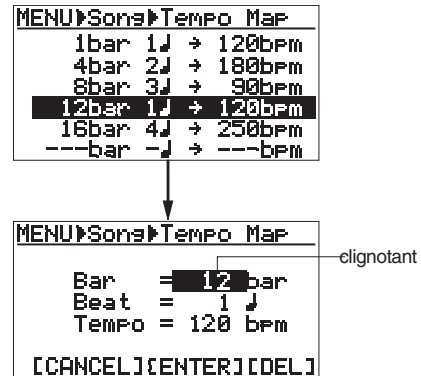 MENU▶Song▶Tempo Map
1bar 1♩ → 120bpm
4bar 2♩ → 180bpm
8bar 3♩ → 90bpm
12bar 1♩ → 120bpm
16bar 4♩ → 250bpm
---bar -♩ → ---bpm
MENU▶Song▶Tempo Map
clignotant
Bar = 12 bar
Beat = 1 ♩
Tempo = 120 bpm
[CANCEL][ENTER][DEL]